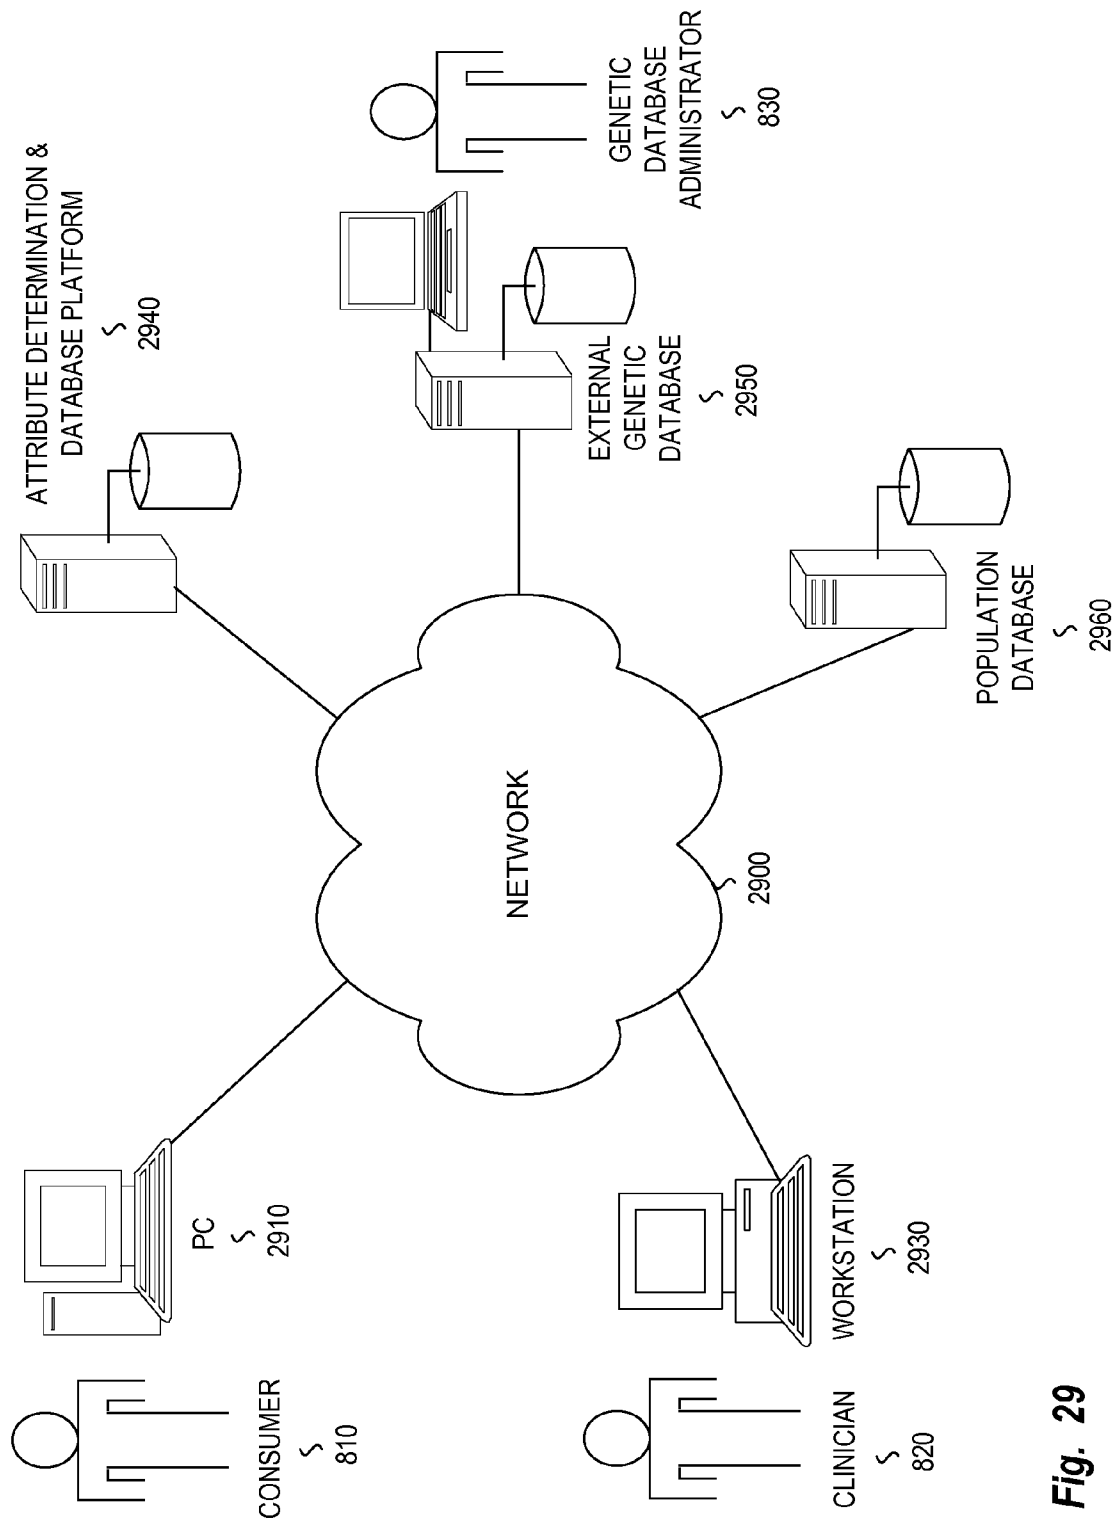 ATTRIBUTE DETERMINATION &
DATABASE PLATFORM
2940
CONSUMER
810
PC
2910
NETWORK
2900
EXTERNAL
GENETIC
DATABASE
2950
GENETIC
DATABASE
ADMINISTRATOR
830
CLINICIAN
820
WORKSTATION
2930
POPULATION
DATABASE
2960
Fig. 29